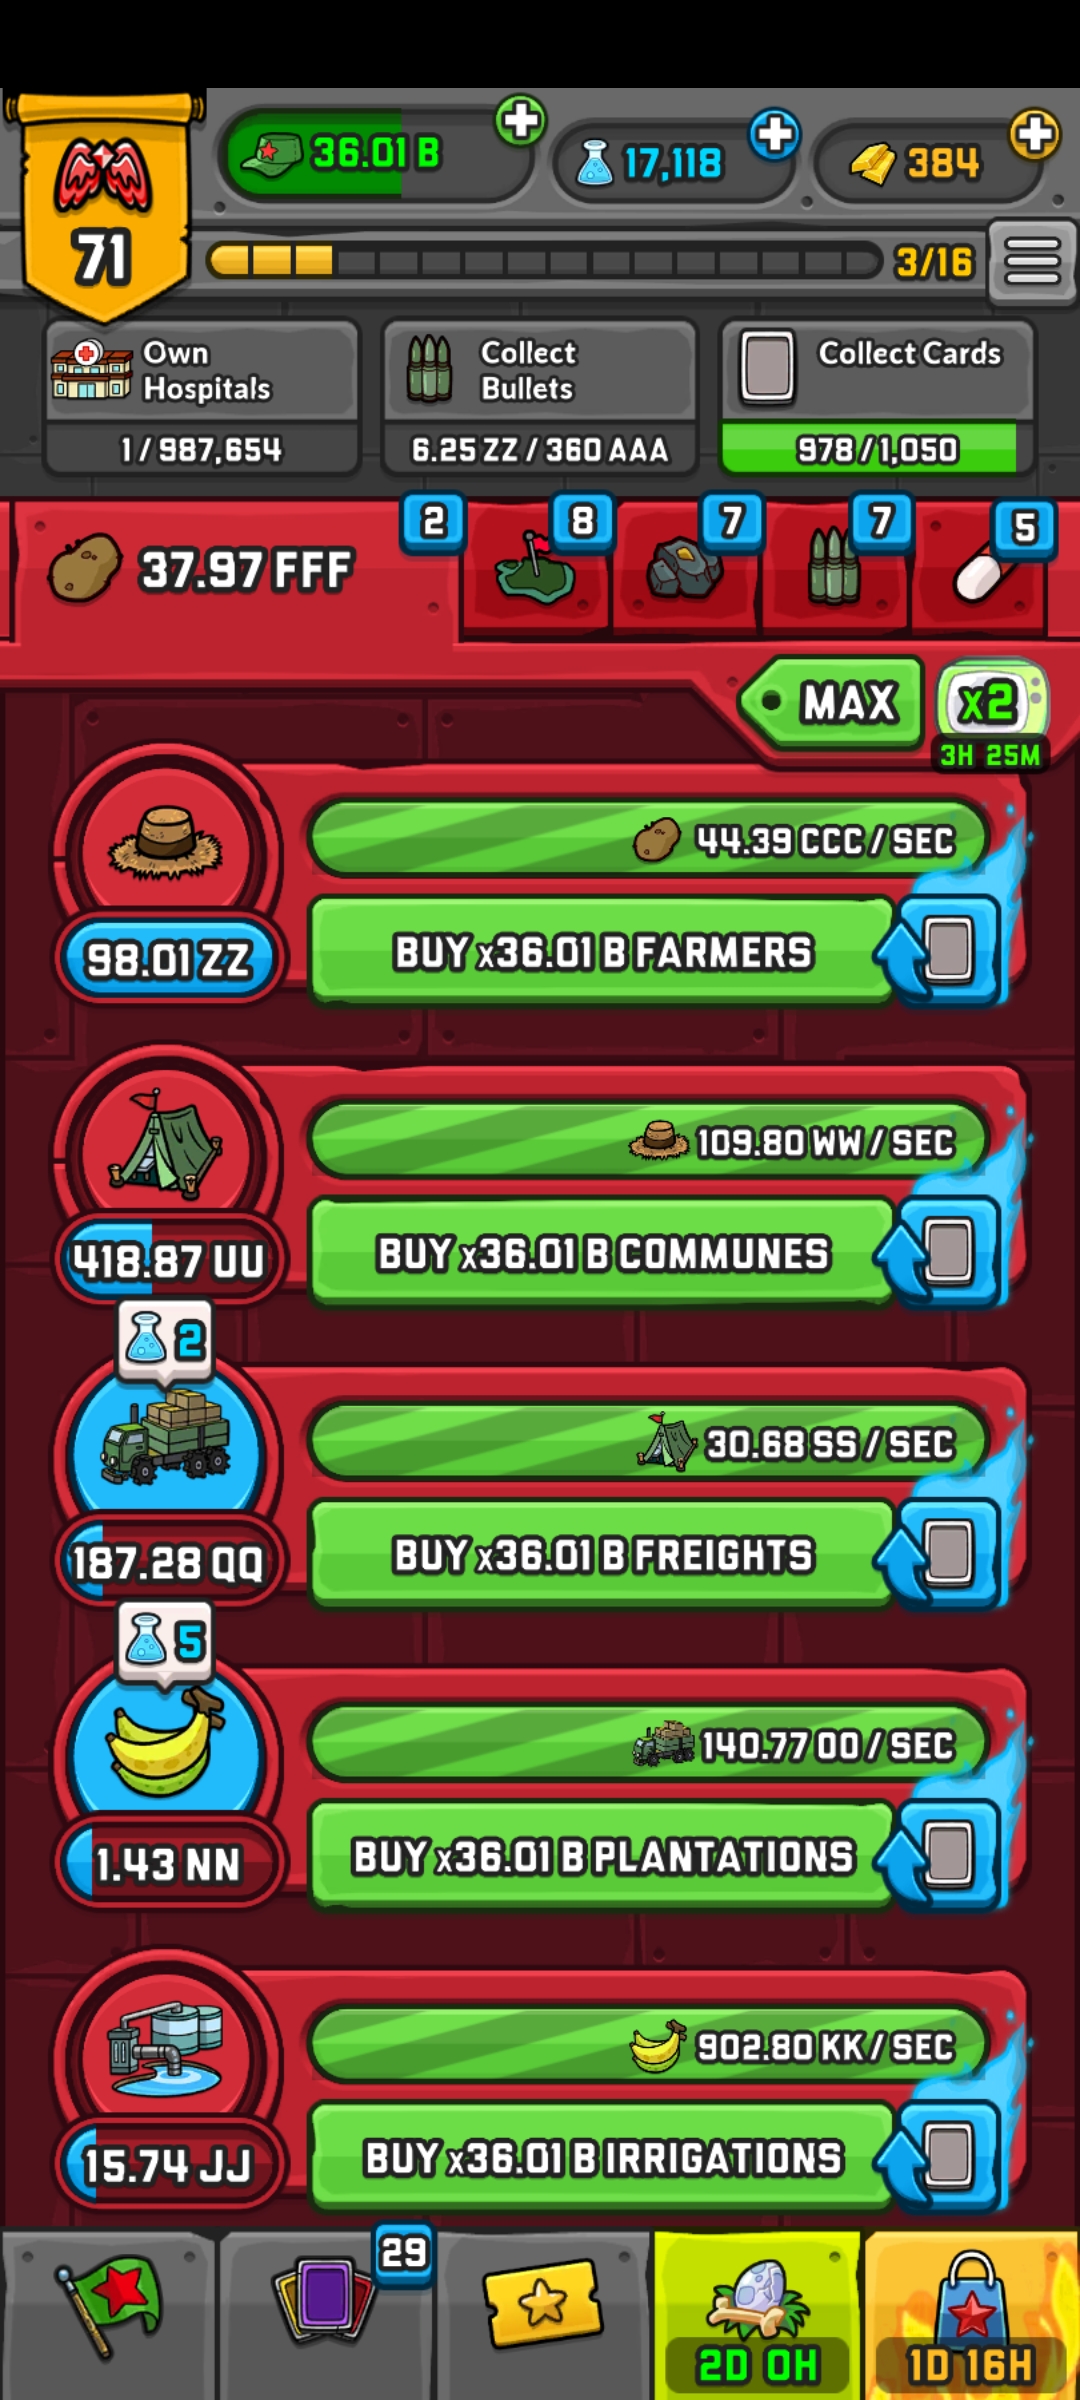 36.01 B
17,118
384
71
3/16
Own
Hospitals
1 / 987,654
Collect
Bullets
6.25 ZZ / 360 AAA
Collect Cards
978 / 1,050
37.97 FFF
2
8
7
7
5
MAX
x2
3H 25M
44.39 CCC / SEC
98.01 ZZ
BUY x36.01 B FARMERS
109.80 WW / SEC
418.87 UU
BUY x36.01 B COMMUNES
2
30.68 SS / SEC
187.28 QQ
BUY x36.01 B FREIGHTS
5
140.77 OO / SEC
1.43 NN
BUY x36.01 B PLANTATIONS
902.80 KK / SEC
15.74 JJ
BUY x36.01 B IRRIGATIONS
29
2D 0H
1D 16H